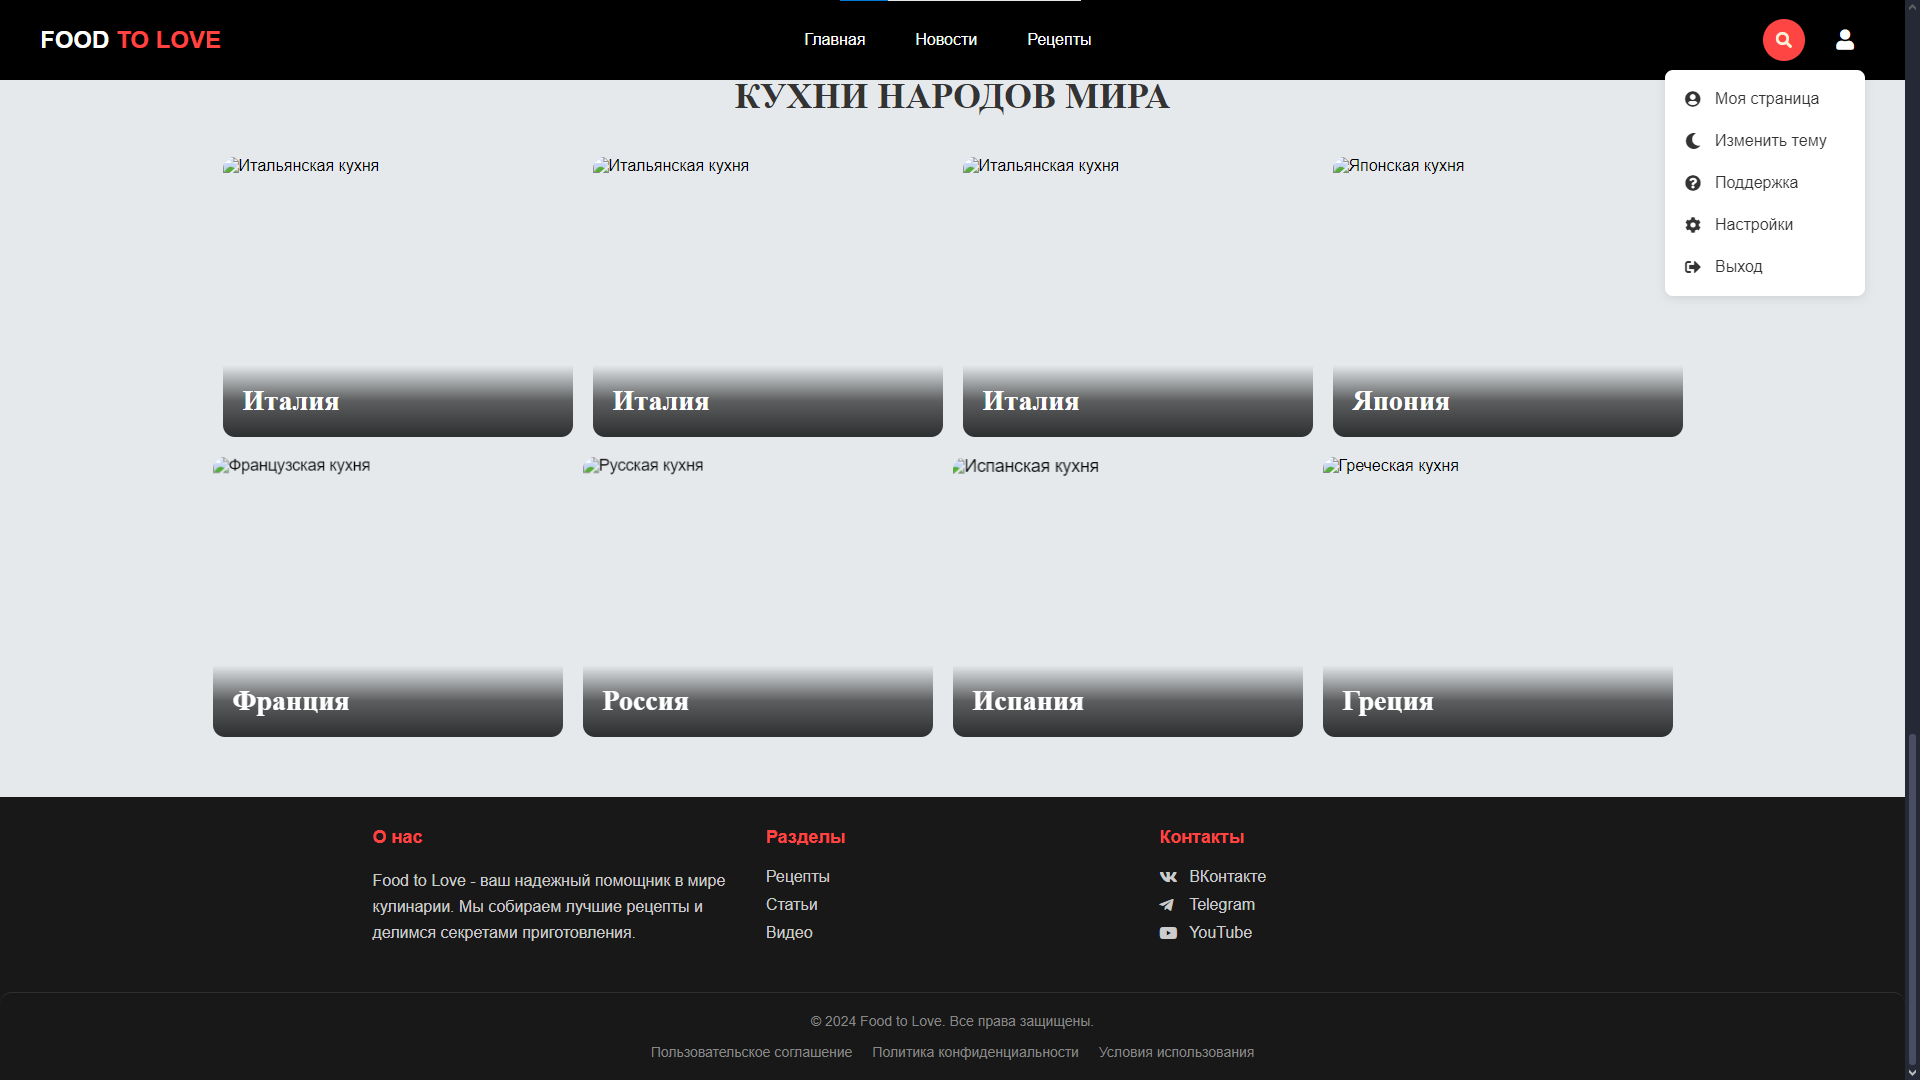 FOOD TO LOVE
Главная
Новости
Рецепты
Моя страница
Изменить тему
Поддержка
Настройки
Выход
КУХНИ НАРОДОВ МИРА
Итальянская кухня
Итальянская кухня
Итальянская кухня
Японская кухня
Италия
Италия
Италия
Япония
Французская кухня
Русская кухня
Испанская кухня
Греческая кухня
Франция
Россия
Испания
Греция
О нас
Food to Love - ваш надежный помощник в мире
кулинарии. Мы собираем лучшие рецепты и
делимся секретами приготовления.
Разделы
Рецепты
Статьи
Видео
Контакты
ВКонтакте
Telegram
YouTube
© 2024 Food to Love. Все права защищены.
Пользовательское соглашение
Политика конфиденциальности
Условия использования